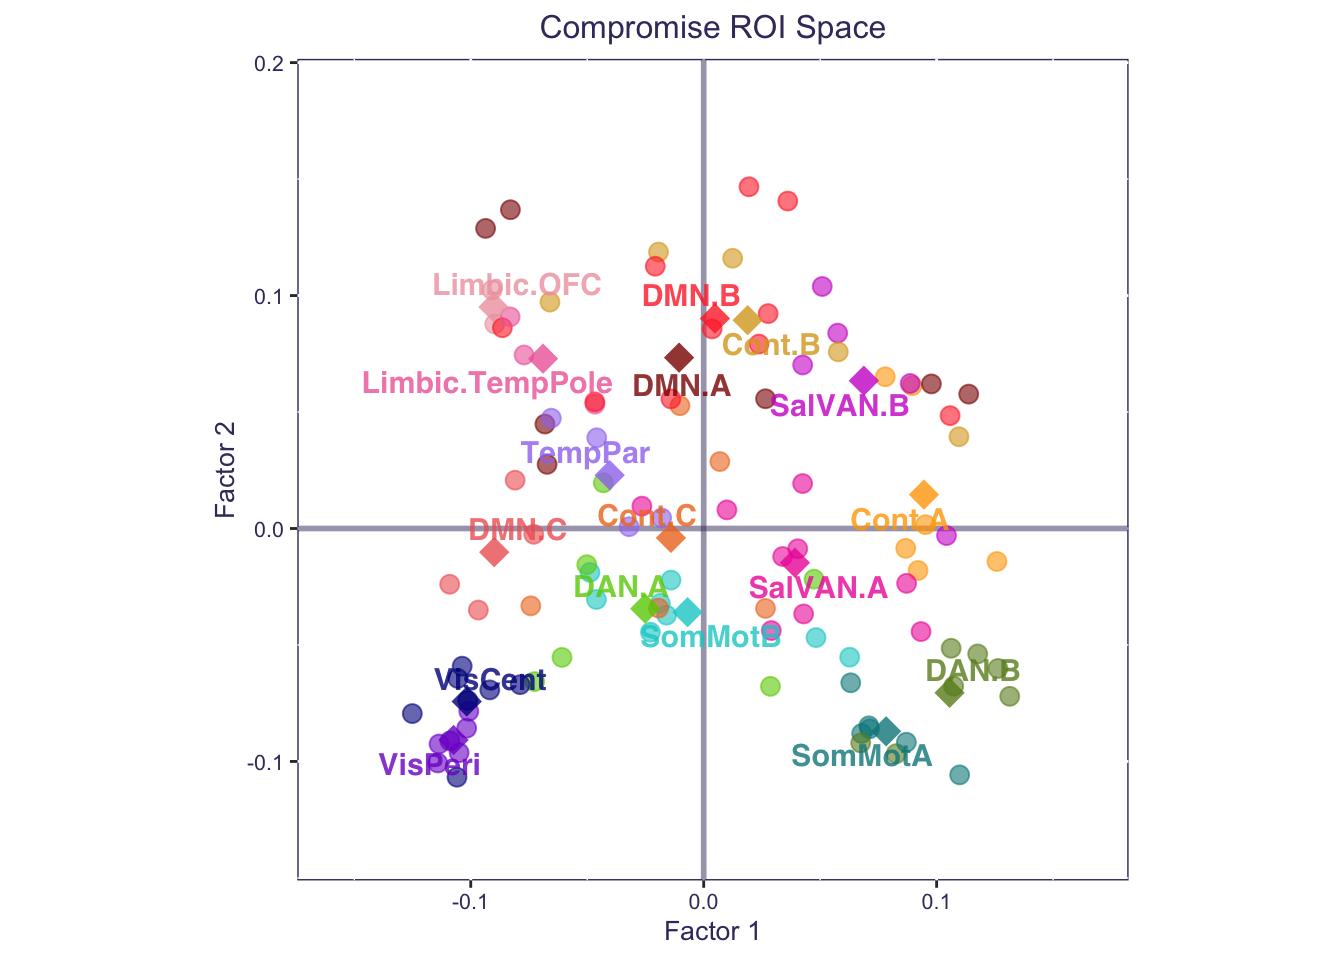 Compromise ROI Space
0.2
Limbic.OFC
DMN.B
0.1
Cont.B
Limbic.TempPole
DMN.A
SalVAN.B
TempPar
Factor 2
Cont.C
Cont.A
0.0
DMN.C
DAN.A
SalVAN.A
SomMotB
DAN.B
VisCent
SomMotA
-0.1
VisPeri
-0.1
0.0
0.1
Factor 1